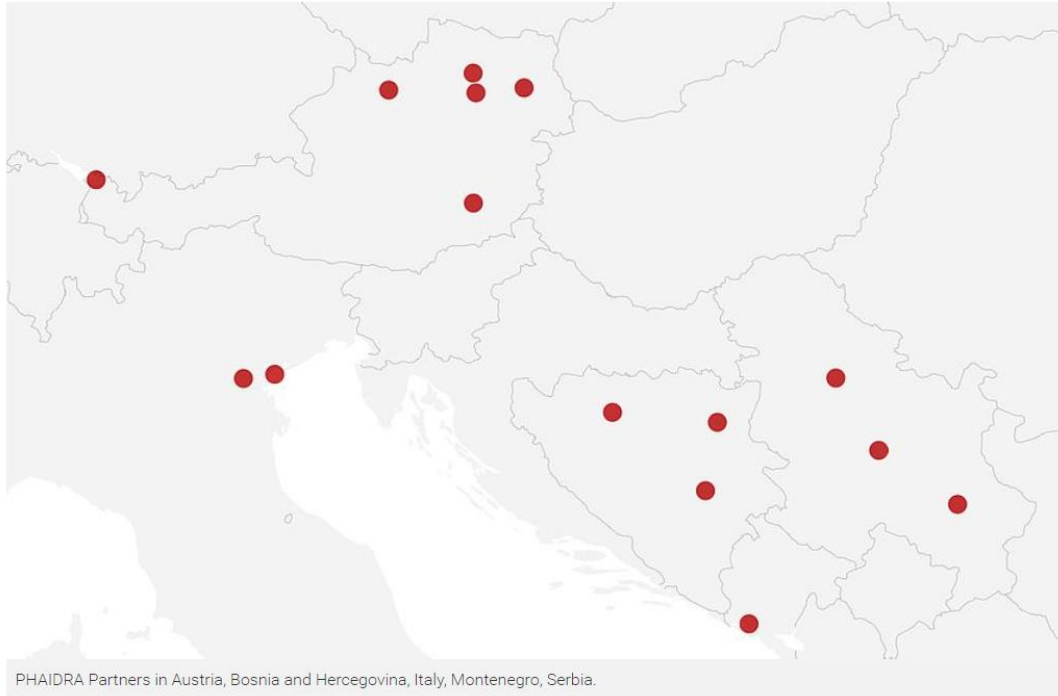 PHAIDRA Partners in Austria, Bosnia and Hercegovina, Italy, Montenegro, Serbia.